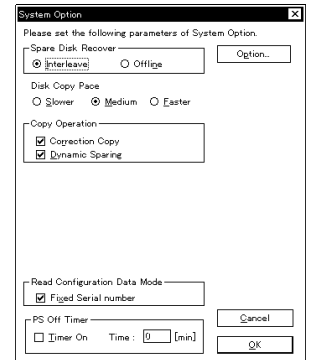 System Option
Please set the following parameters of System Option.
Spare Disk Recover
Interleave Offline
Option...
Disk Copy Pace
Slower Medium Faster
Copy Operation
Correction Copy
Dynamic Sparing
Read Configuration Data Mode
Fixed Serial number
PS Off Timer
Timer On Time : 0 [min]
Cancel
OK